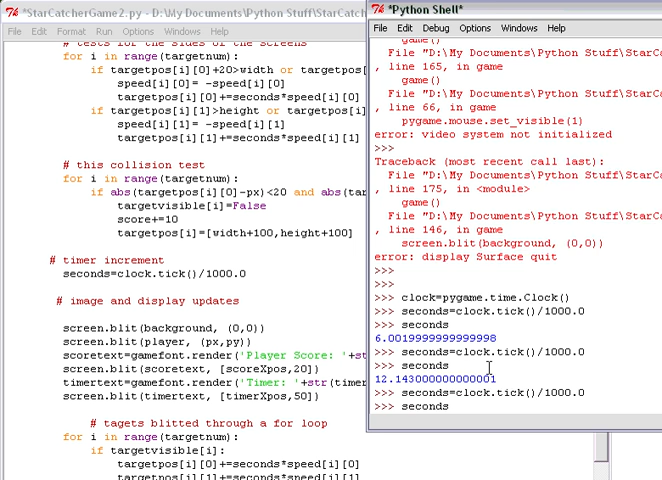 *StarCatcherGame2.py - D:\My Documents\Python Stuff\StarCatch
File Edit Format Run Options Windows Help
# tests for the sides of the screens
for i in range(targetnum):
if targetpos[i][0]+20>width or targetpos[
speed[i][0]= -speed[i][0]
targetpos[i][0]+=seconds*speed[i][0]
if targetpos[i][1]>height or targetpos[i
speed[i][1]= -speed[i][1]
targetpos[i][1]+=seconds*speed[i][1]
# this collision test
for i in range(targetnum):
if abs(targetpos[i][0]-px)<20 and abs(ta
targetvisible[i]=False
score+=10
targetpos[i]=[width+100,height+100]
# timer increment
seconds=clock.tick()/1000.0
# image and display updates
screen.blit(background, (0,0))
screen.blit(player, (px,py))
scoretext=gamefont.render('Player Score: '+st
screen.blit(scoretext, [scoreXpos,20])
timertext=gamefont.render('Timer: '+str(timer
screen.blit(timertext, [timerXpos,50])
# tagets blitted through a for loop
for i in range(targetnum):
if targetvisible[i]:
targetpos[i][0]+=seconds*speed[i][0]
targetpos[i][1]+=seconds*speed[i][1]
*Python Shell*
File Edit Debug Options Windows Help
game()
File "D:\My Documents\Python Stuff\StarCa
, line 165, in game
game()
File "D:\My Documents\Python Stuff\StarCa
, line 66, in game
pygame.mouse.set_visible(1)
error: video system not initialized
>>>
Traceback (most recent call last):
File "D:\My Documents\Python Stuff\StarCa
, line 175, in <module>
game()
File "D:\My Documents\Python Stuff\StarCa
, line 146, in game
screen.blit(background, (0,0))
error: display Surface quit
>>>
>>>
>>> clock=pygame.time.Clock()
>>> seconds=clock.tick()/1000.0
>>> seconds
6.0019999999999998
>>> seconds=clock.tick()/1000.0
>>> seconds
12.143000000000001
>>> seconds=clock.tick()/1000.0
>>> seconds